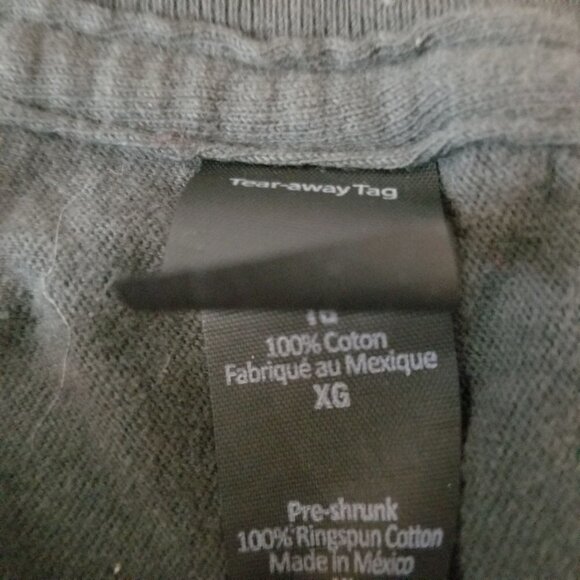 Tear-away Tag
100% Coton
Fabriqué au Mexique
XG
Pre-shrunk
100% Ringspun Cotton
Made in México